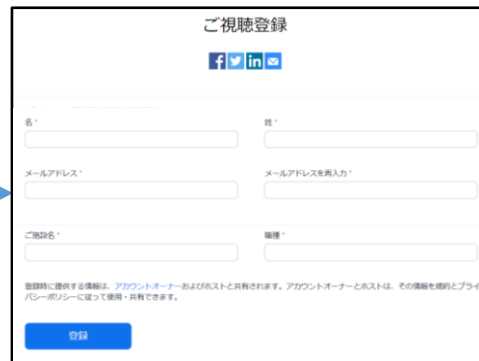 ご視聴登録
名* 姓*
メールアドレス* メールアドレスを再入力*
ご施設名* 職種*
登録時に提供する情報は、アカウントオーナーおよびホストと共有されます。アカウントオーナーとホストは、その情報を規約とプライ
バシーポリシーに従って使用・共有できます。
登録